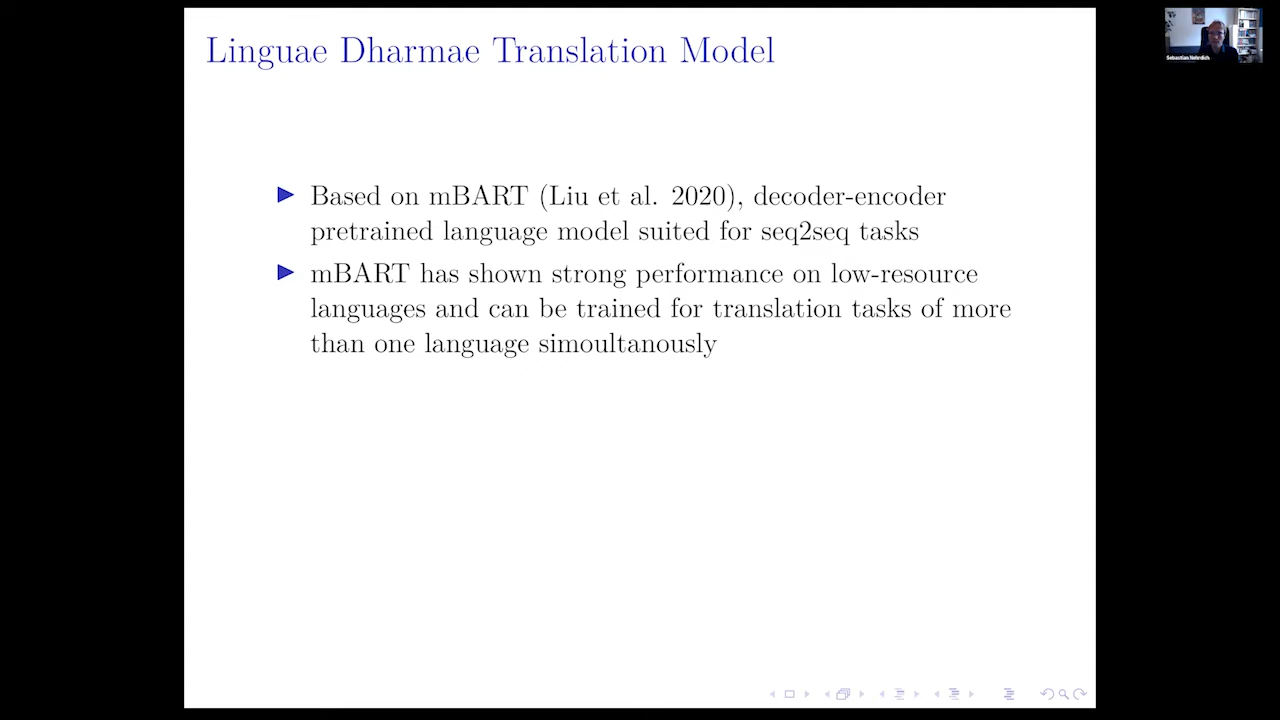 Linguae Dharmae Translation Model
Based on mBART (Liu et al. 2020), decoder-encoder
pretrained language model suited for seq2seq tasks
mBART has shown strong performance on low-resource
languages and can be trained for translation tasks of more
than one language simoultanously
Sebastian Nehrdich